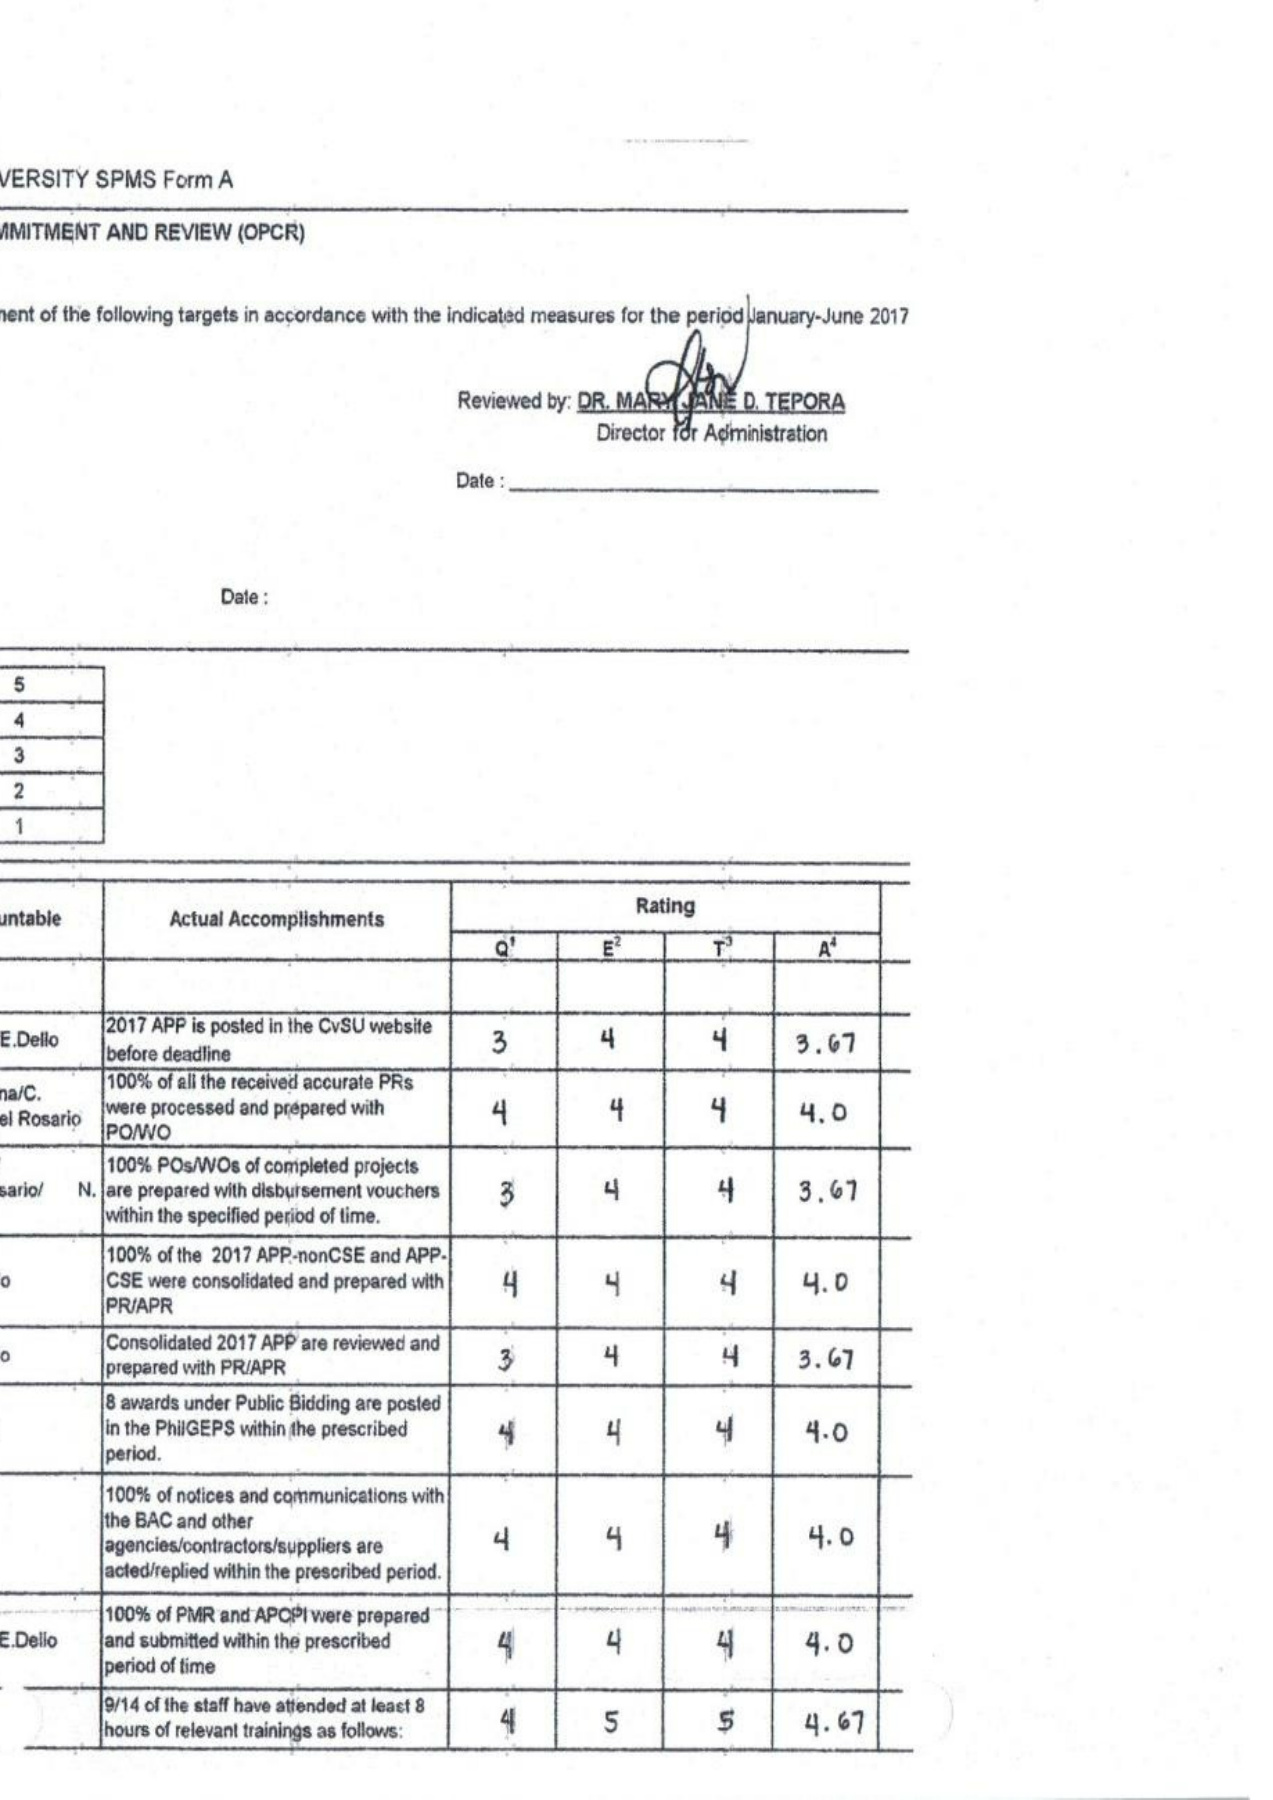 VERSITY SPMS Form A
MMITMENT AND REVIEW (OPCR)
ment of the following targets in accordance with the indicated measures for the period January-June 2017
Reviewed by: DR. MARY JANE D. TEPORA
Director for Administration
Date :
Date :
5
4
3
2
1
untable Actual Accomplishments Rating
Q¹ E² T³ A⁴
E.Dello 2017 APP is posted in the CvSU website
before deadline
3 4 4 3.67
na/C.
el Rosario
100% of all the received accurate PRs
were processed and prepared with
PO/WO
4 4 4 4.0
sario/ N.
100% POs/WOs of completed projects
are prepared with disbursement vouchers
within the specified period of time.
3 4 4 3.67
o
100% of the 2017 APP-nonCSE and APP-
CSE were consolidated and prepared with
PR/APR
4 4 4 4.0
o
Consolidated 2017 APP are reviewed and
prepared with PR/APR
3 4 4 3.67
8 awards under Public Bidding are posted
in the PhilGEPS within the prescribed
period.
4 4 4 4.0
100% of notices and communications with
the BAC and other
agencies/contractors/suppliers are
acted/replied within the prescribed period.
4 4 4 4.0
E.Dello
100% of PMR and APCPI were prepared
and submitted within the prescribed
period of time
4 4 4 4.0
9/14 of the staff have attended at least 8
hours of relevant trainings as follows:
4 5 5 4.67